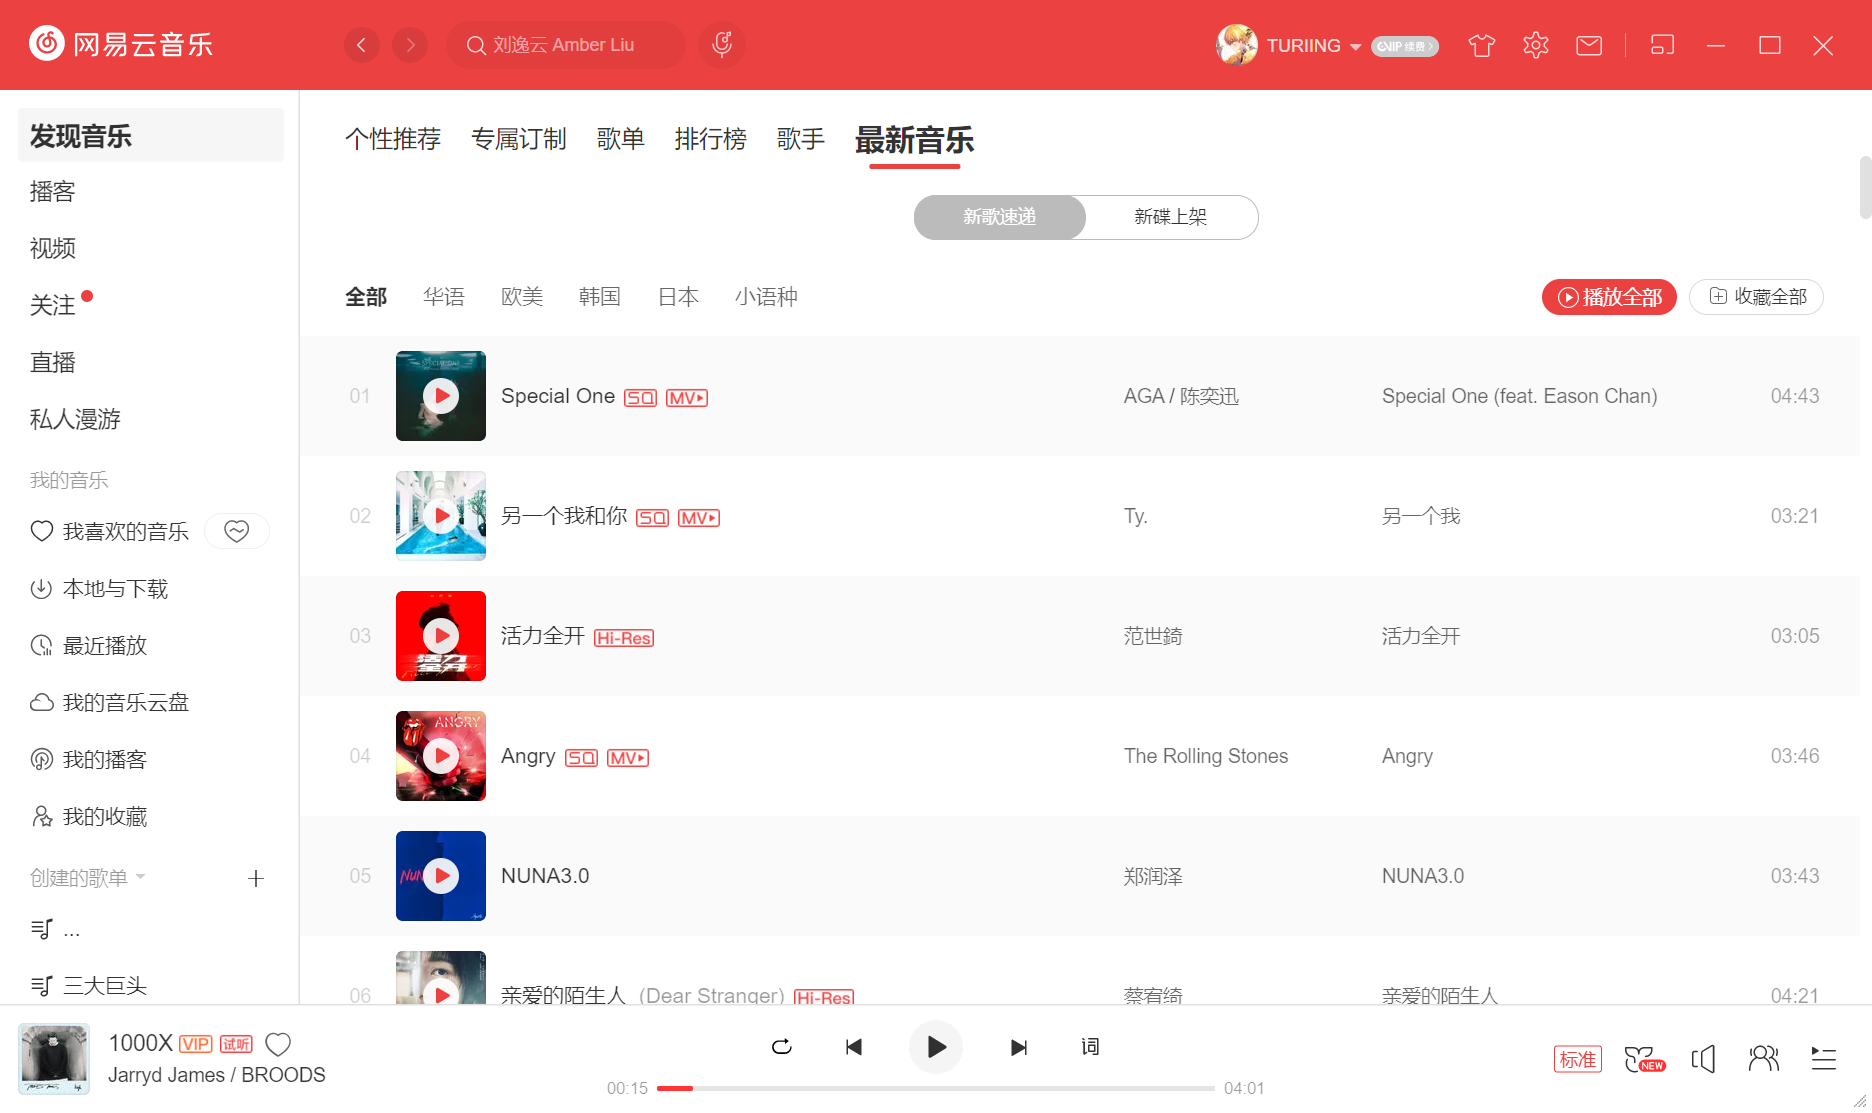 网易云音乐
刘逸云 Amber Liu
TURIING
VIP 续费
发现音乐
播客
视频
关注
直播
私人漫游
我的音乐
我喜欢的音乐
本地与下载
最近播放
我的音乐云盘
我的播客
我的收藏
创建的歌单
...
三大巨头
个性推荐 专属订制 歌单 排行榜 歌手 最新音乐
新歌速递 新碟上架
全部 华语 欧美 韩国 日本 小语种
播放全部 收藏全部
01 Special One SQ MV AGA / 陈奕迅 Special One (feat. Eason Chan) 04:43
02 另一个我和你 SQ MV Ty. 另一个我 03:21
03 活力全开 Hi-Res 范世錡 活力全开 03:05
ANGRY
04 Angry SQ MV The Rolling Stones Angry 03:46
05 NUNA3.0 郑润泽 NUNA3.0 03:43
06 亲爱的陌生人 (Dear Stranger) Hi-Res 蔡宥绮 亲爱的陌生人 04:21
1000X VIP 试听
Jarryd James / BROODS
词
00:15 04:01
标准
NEW